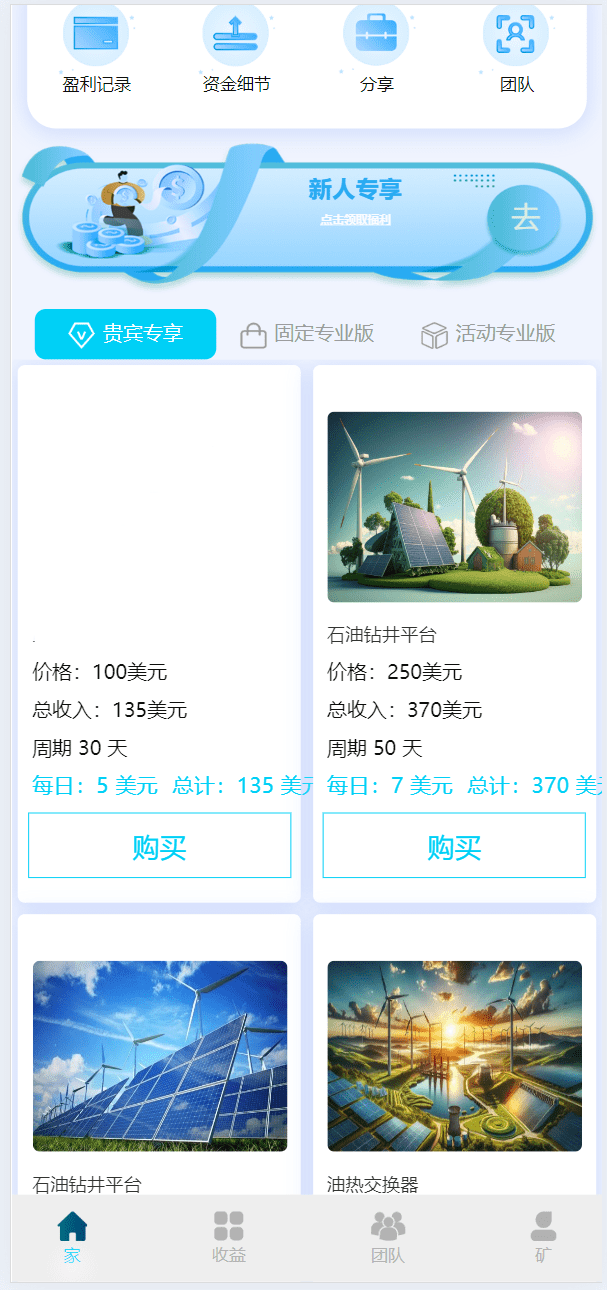 盈利记录 资金细节 分享 团队
新人专享
点击领取福利
去
贵宾专享 固定专业版 活动专业版
.
价格：100美元
总收入：135美元
周期 30 天
每日：5 美元 总计：135 美元
购买
石油钻井平台
价格：250美元
总收入：370美元
周期 50 天
每日：7 美元 总计：370 美
购买
石油钻井平台
油热交换器
家 收益 团队 矿